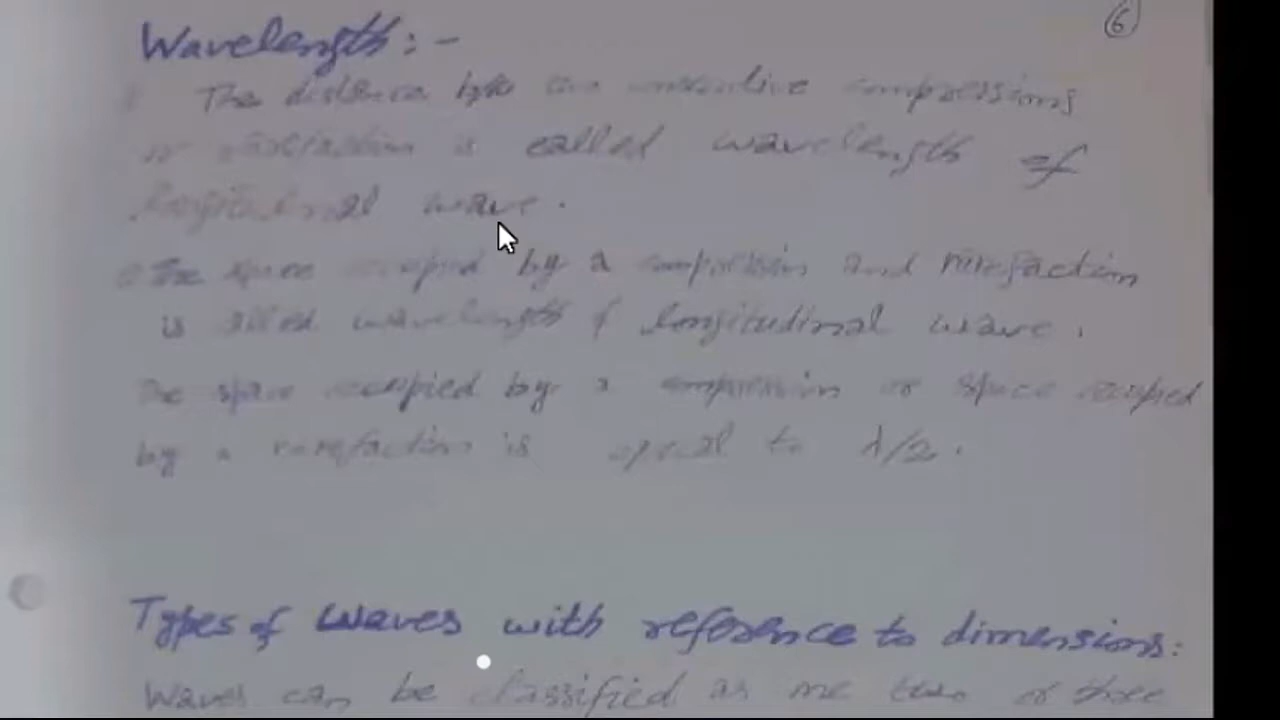 6
Wavelength:-
The distance b/w two consecutive compressions
or rarefaction is called wavelength of
longitudinal wave.
The space occupied by a compression and rarefaction
is called wavelength of longitudinal wave.
The space occupied by a compression or space occupied
by a rarefaction is equal to λ/2.
Types of waves with reference to dimensions:
Waves can be classified as one two or three